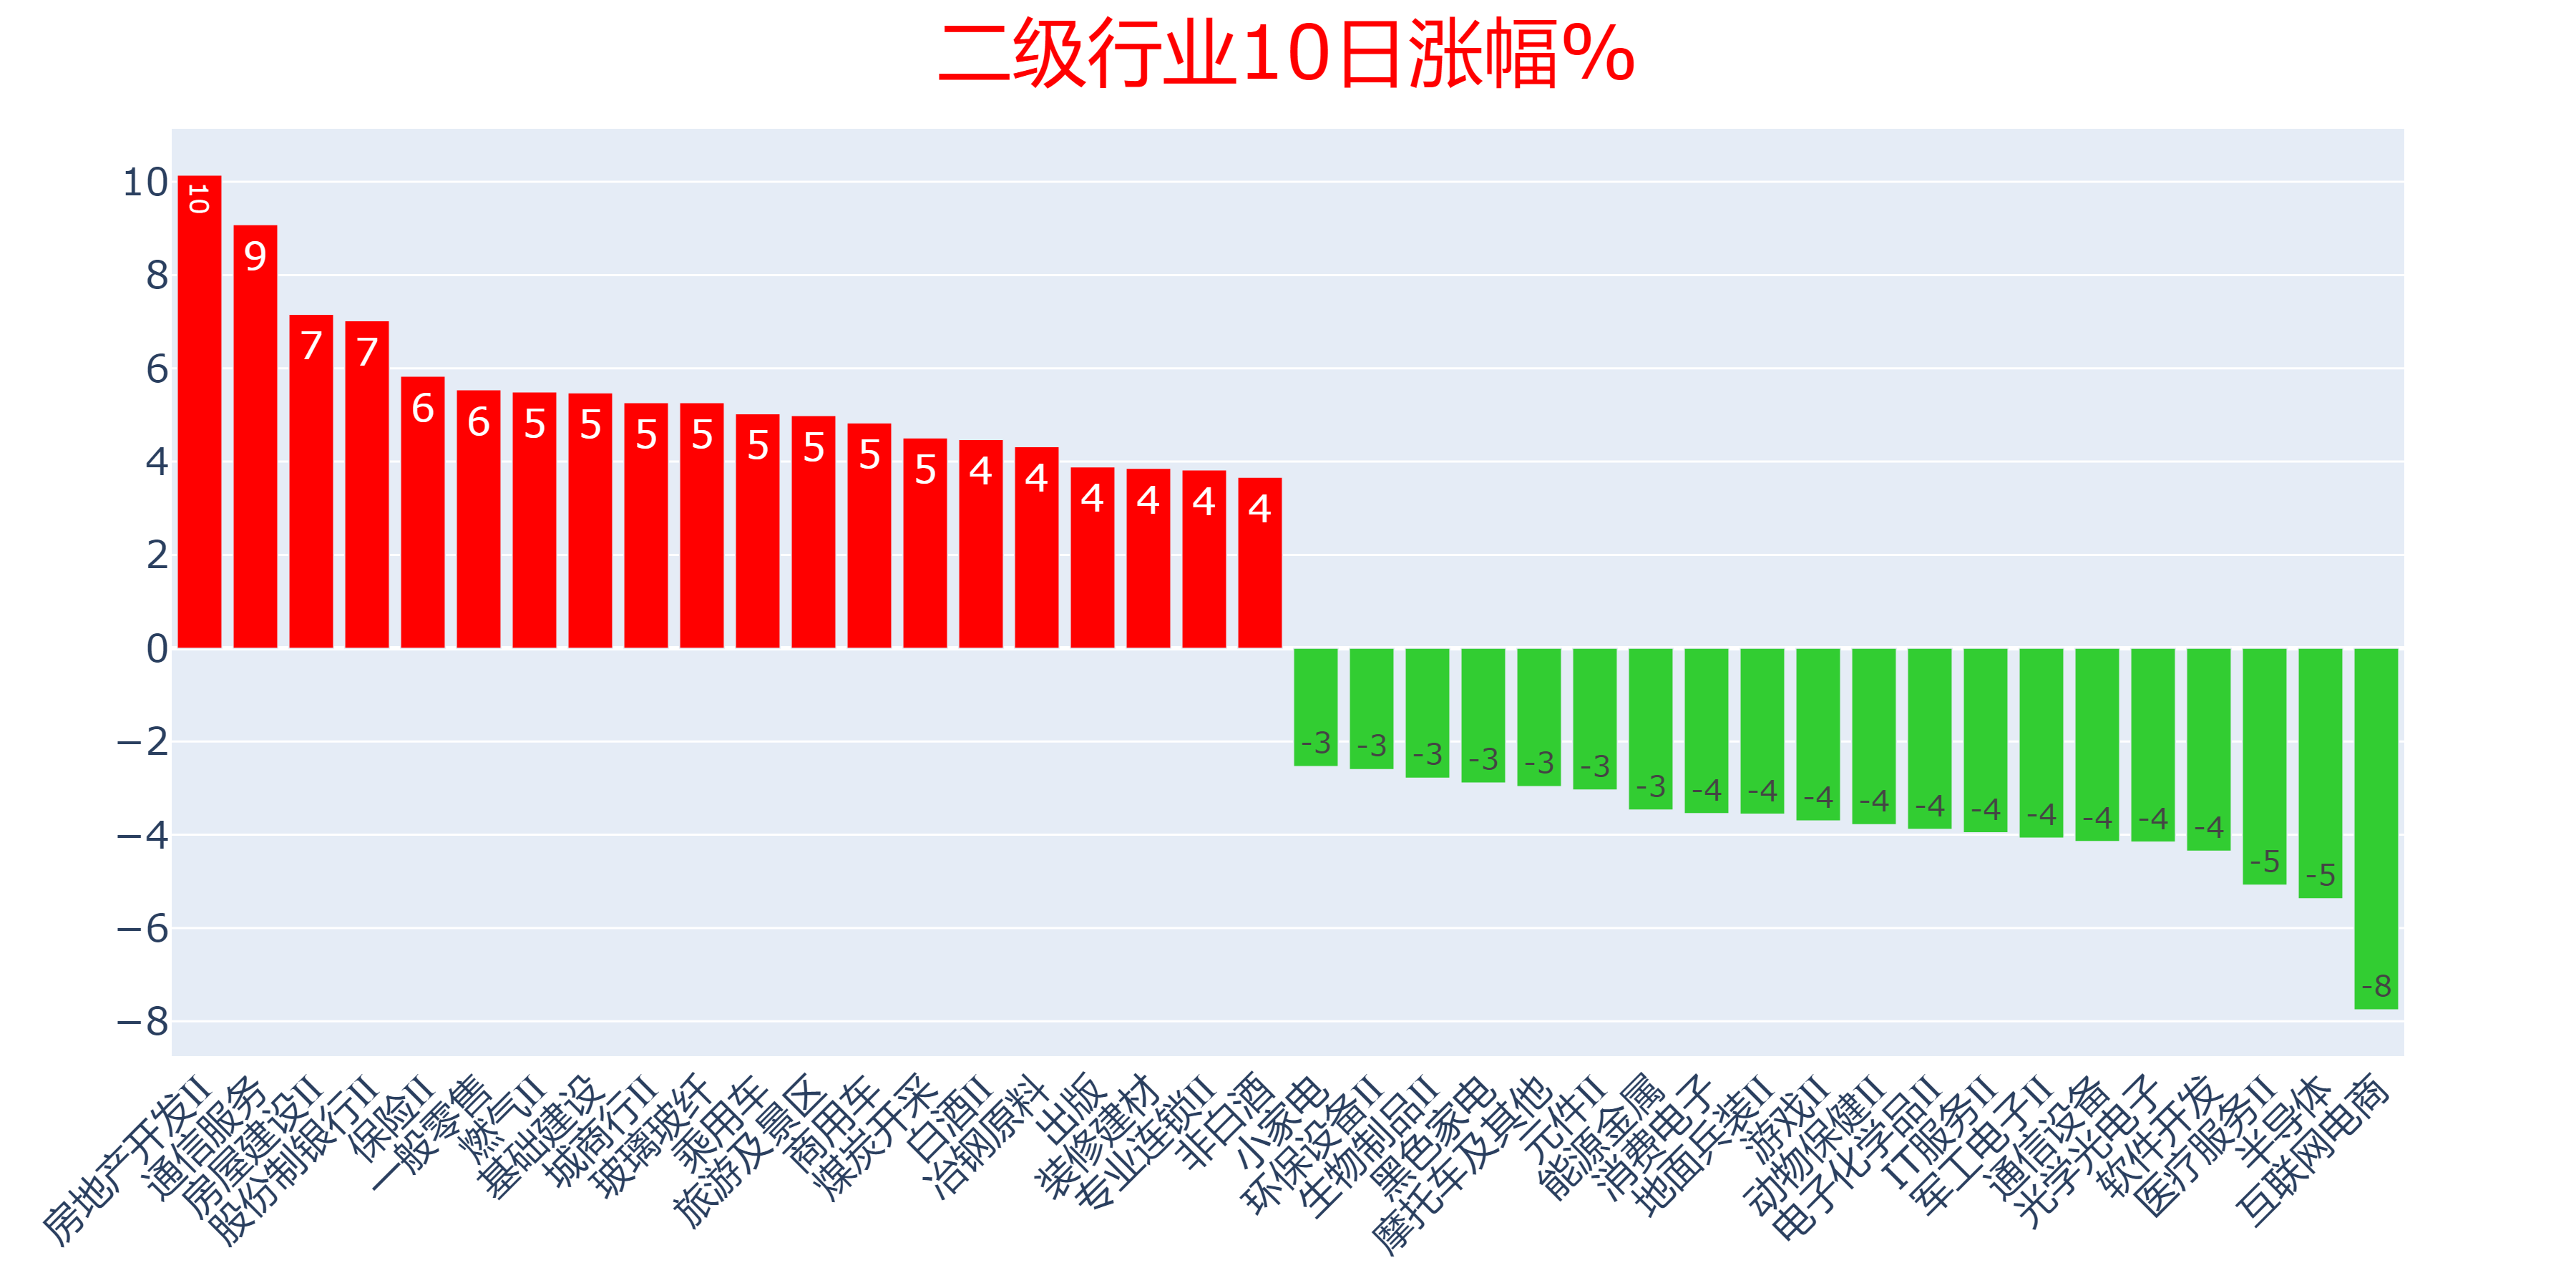 二级行业10日涨幅%
10
8
6
4
2
0
−2
−4
−6
−8
10
9
7
7
6
6
5
5
5
5
5
5
5
5
4
4
4
4
4
4
-3
-3
-3
-3
-3
-3
-3
-4
-4
-4
-4
-4
-4
-4
-4
-4
-4
-5
-5
-8
房地产开发II
通信服务
房屋建设II
股份制银行II
保险II
一般零售
燃气II
基础建设
城商行II
玻璃玻纤
乘用车
旅游及景区
商用车
煤炭开采
白酒II
冶钢原料
出版
装修建材
专业连锁II
非白酒
小家电
环保设备II
生物制品II
黑色家电
摩托车及其他
元件II
能源金属
消费电子
地面兵装II
游戏II
动物保健II
电子化学品II
IT服务II
军工电子II
通信设备
光学光电子
软件开发
医疗服务II
半导体
互联网电商